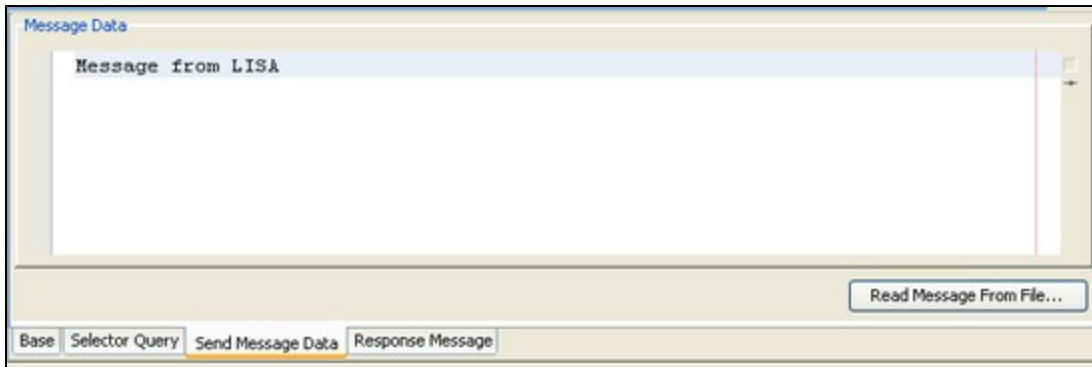 Message Data
Message from LISA
Read Message From File...
Base Selector Query Send Message Data Response Message